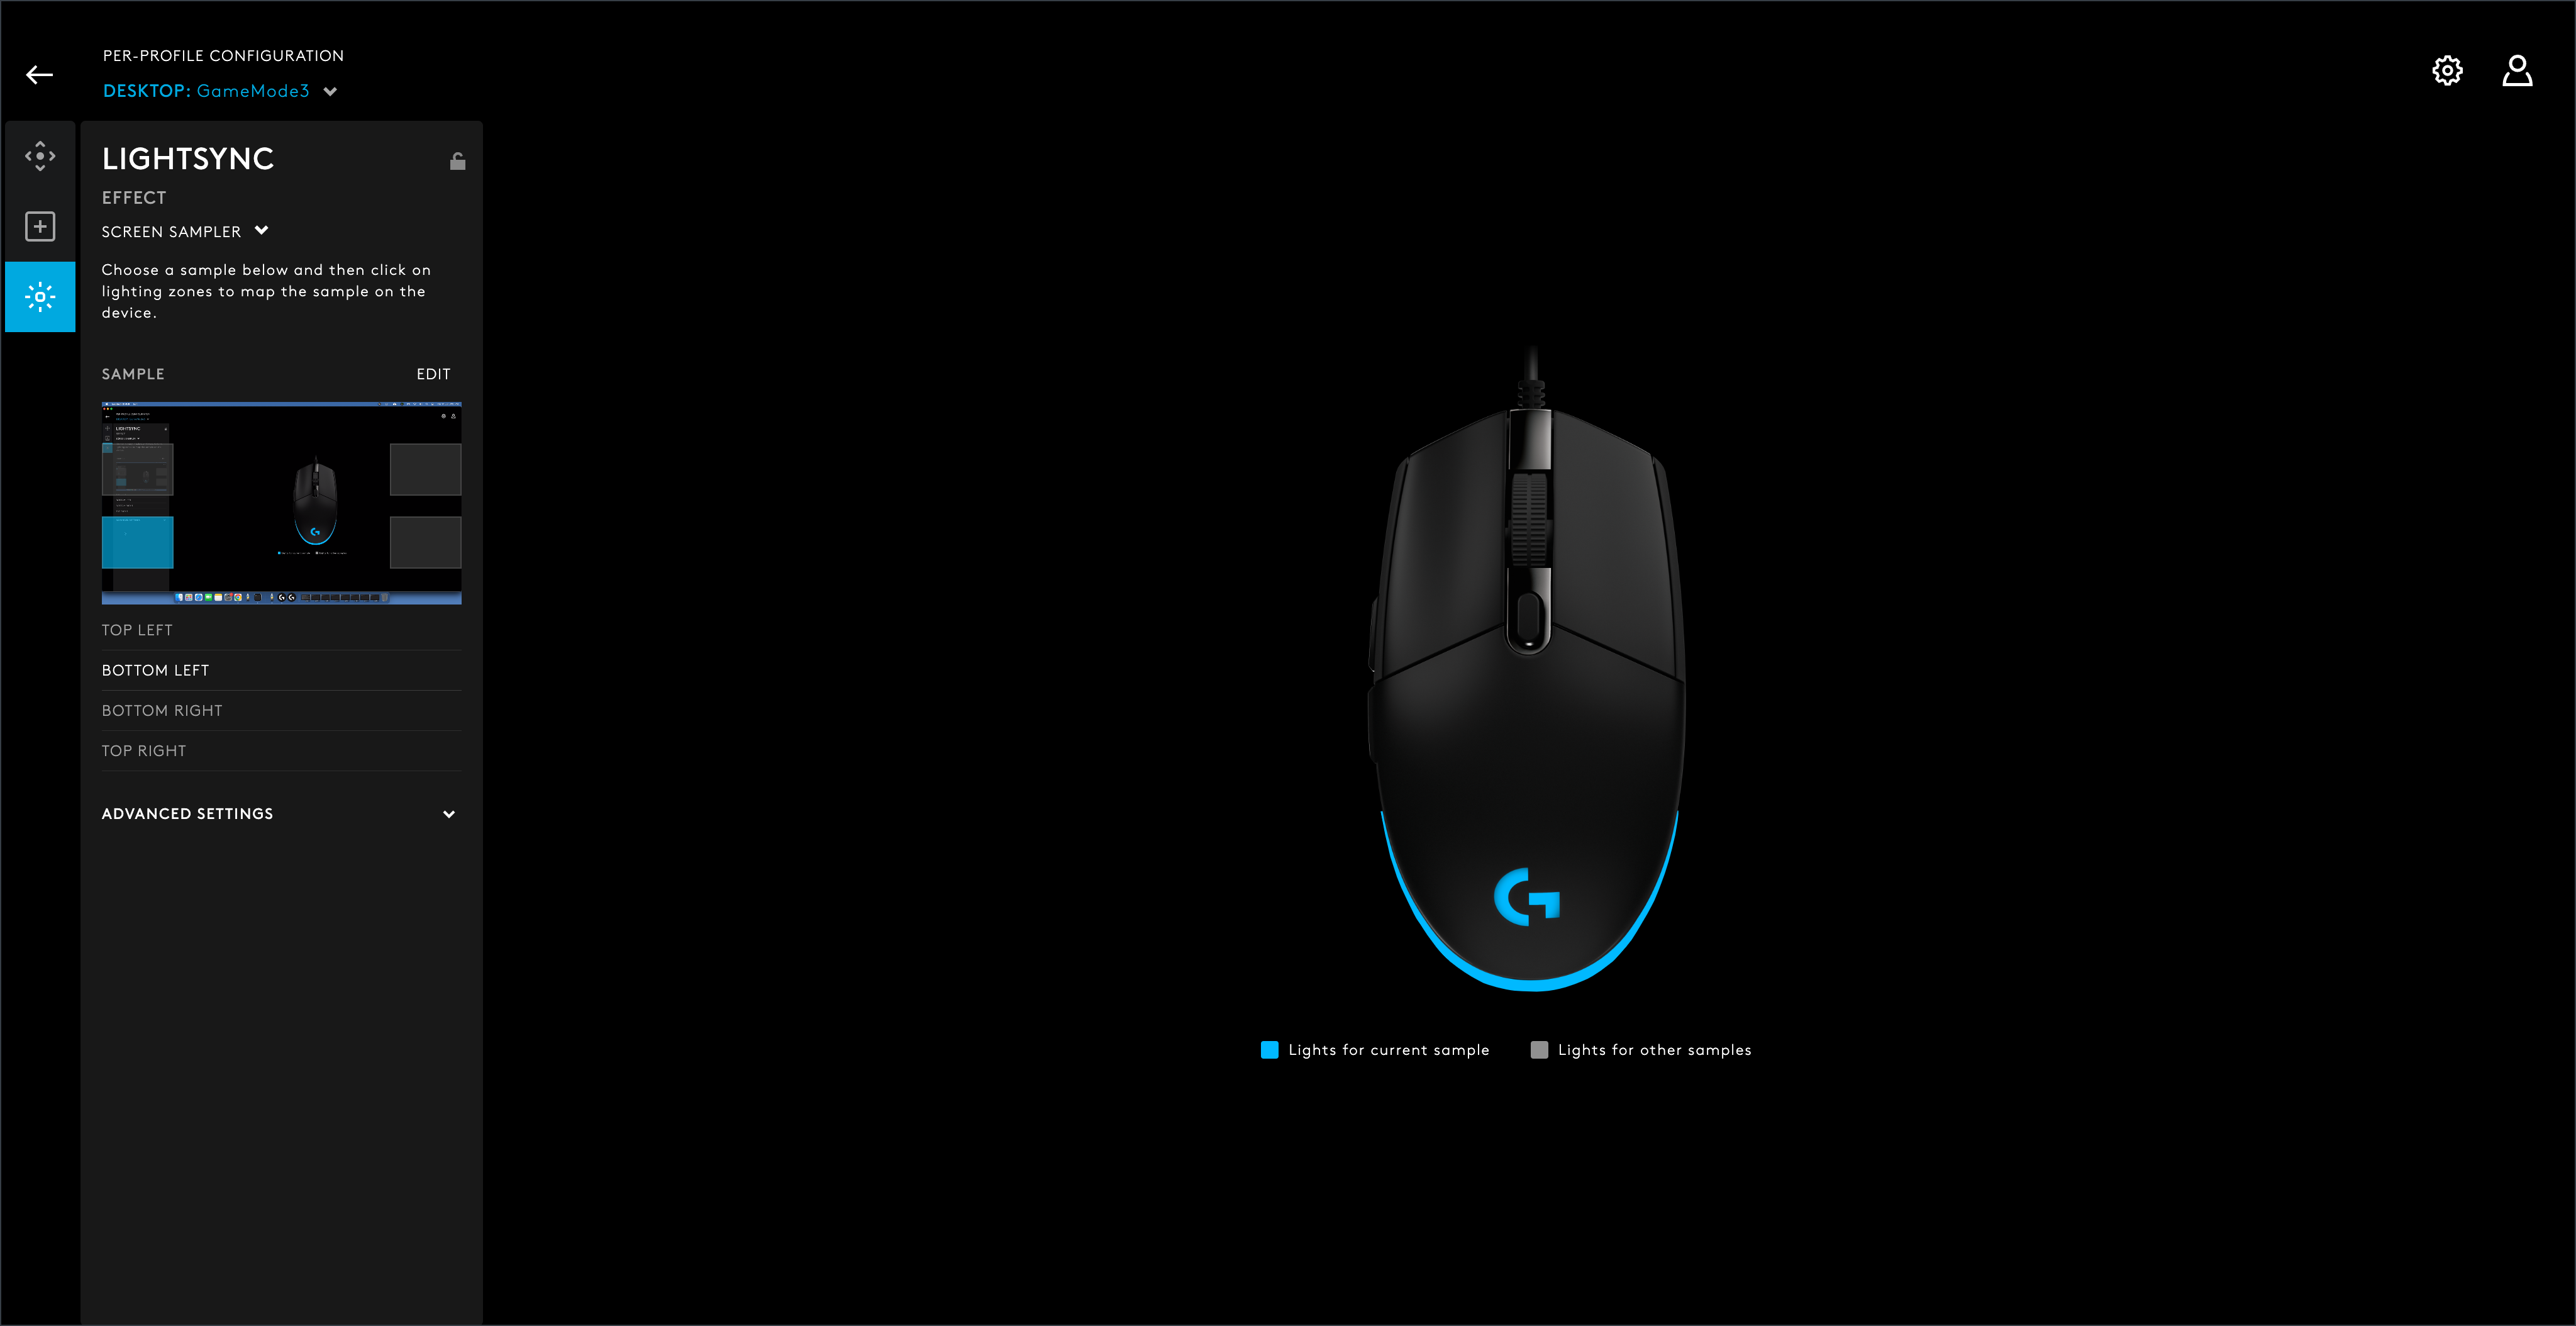 PER-PROFILE CONFIGURATION
DESKTOP: GameMode3
LIGHTSYNC
EFFECT
SCREEN SAMPLER
Choose a sample below and then click on
lighting zones to map the sample on the
device.
SAMPLE EDIT
LIGHTSYNC
TOP LEFT
BOTTOM LEFT
BOTTOM RIGHT
TOP RIGHT
ADVANCED SETTINGS
Lights for current sample Lights for other samples